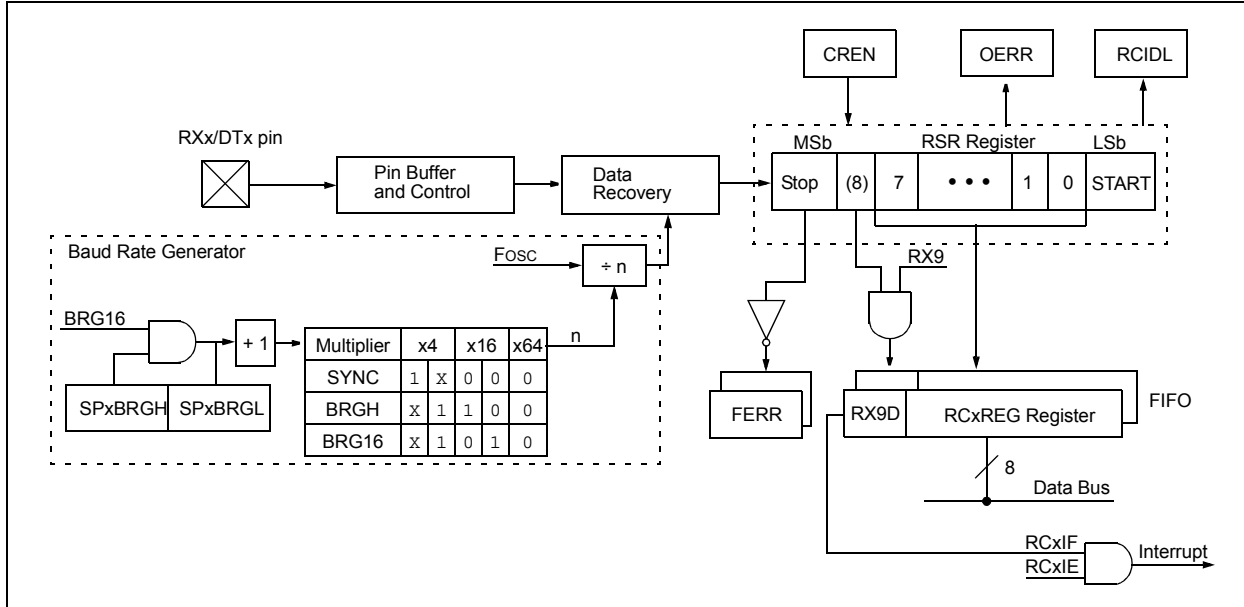 CREN OERR RCIDL
RXx/DTx pin
MSb RSR Register LSb
Pin Buffer
and Control
Data
Recovery
Stop (8) 7 • • • 1 0 START
Baud Rate Generator
FOSC
÷ n
RX9
BRG16
+ 1
n
Multiplier x4 x16 x64
SYNC 1 X 0 0 0
BRGH X 1 1 0 0
BRG16 X 1 0 1 0
SPxBRGH SPxBRGL
FERR
RX9D RCxREG Register
FIFO
8
Data Bus
RCxIF
RCxIE
Interrupt